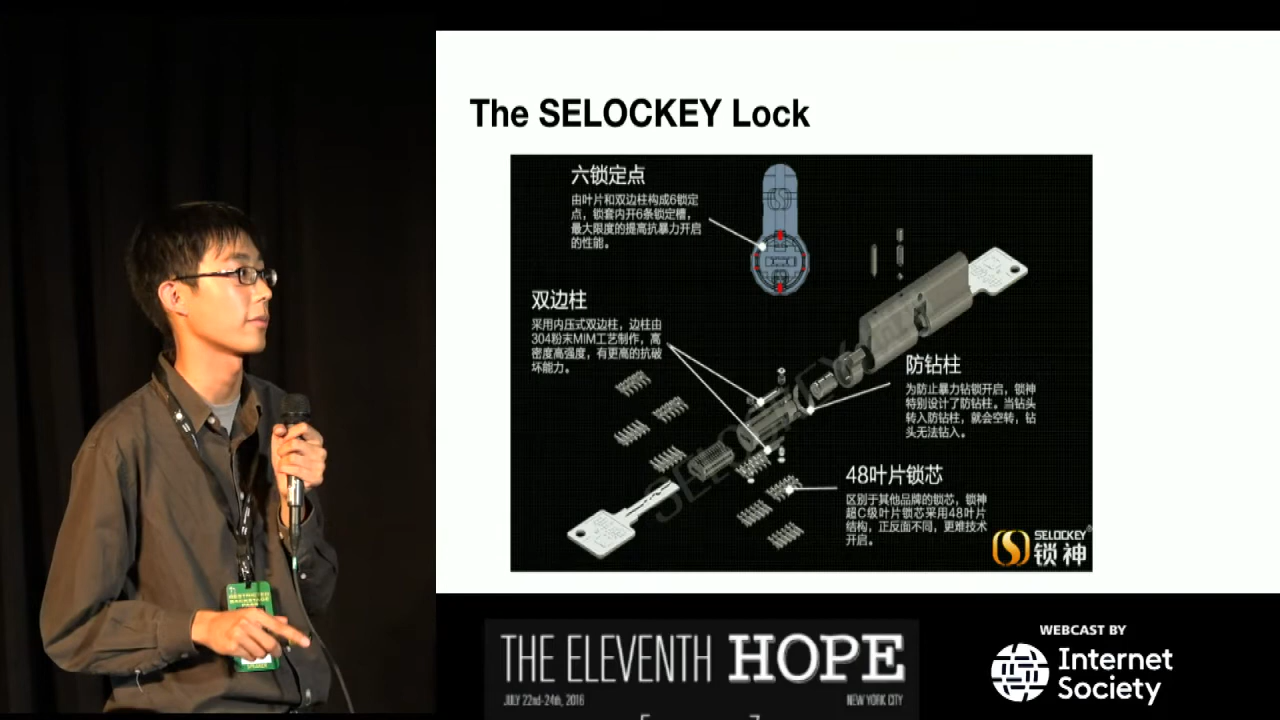 The SELOCKEY Lock
六锁定点
由叶片和双边柱构成6锁定
点，锁套内开6条锁定槽，
最大限度的提高抗暴力开启
的性能。
双边柱
采用内压式双边柱，边柱由
304粉末MIM工艺制作，高
密度高强度，有更高的抗破
坏能力。
防钻柱
为防止暴力钻锁开启，锁神
特别设计了防钻柱。当钻头
转入防钻柱，就会空转，钻
头无法钻入。
48叶片锁芯
区别于其他品牌的锁芯，锁神
超C级叶片锁芯采用48叶片
结构，正反面不同，更难技术
开启。
SELOCKEY
锁神
SELOCKEY
SPEAKER
THE ELEVENTH HOPE
JULY 22nd-24th, 2016
NEW YORK CITY
WEBCAST BY
Internet
Society